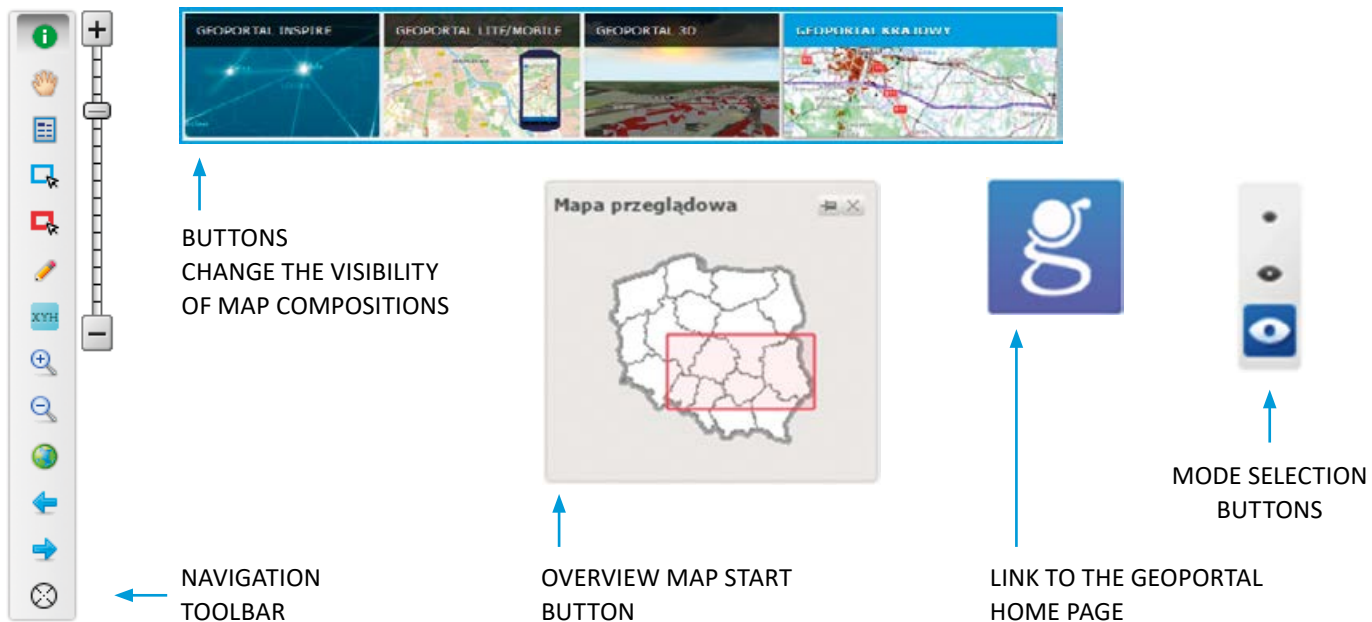 GEOPORTAL INSPIRE
GEOPORTAL LITE/MOBILE
GEOPORTAL 3D
GEOPORTAL KRAJOWY
BUTTONS
CHANGE THE VISIBILITY
OF MAP COMPOSITIONS
Mapa przeglądowa
XYH
MODE SELECTION
BUTTONS
NAVIGATION
TOOLBAR
OVERVIEW MAP START
BUTTON
LINK TO THE GEOPORTAL
HOME PAGE